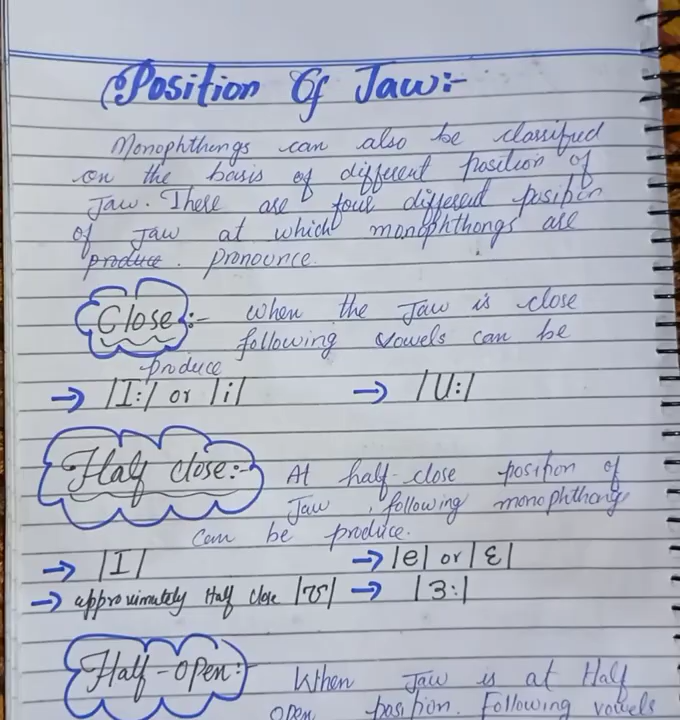 Position Of Jaw:-
Monophthongs can also be classified
on the basis of different position of
Jaw. There are four different position
of Jaw at which monophthongs are
produce. pronounce.
Close:- When the Jaw is close
following vowels can be
produce
→ /I:/ or /i/ → /U:/
Half close:- At half-close position of
Jaw, following monophthong
can be produce.
→ /I/ → /e/ or /ɛ/
→ approximately Half close /ʊ/ → /3:/
Half-open:- When Jaw is at Half
open position. Following vowels